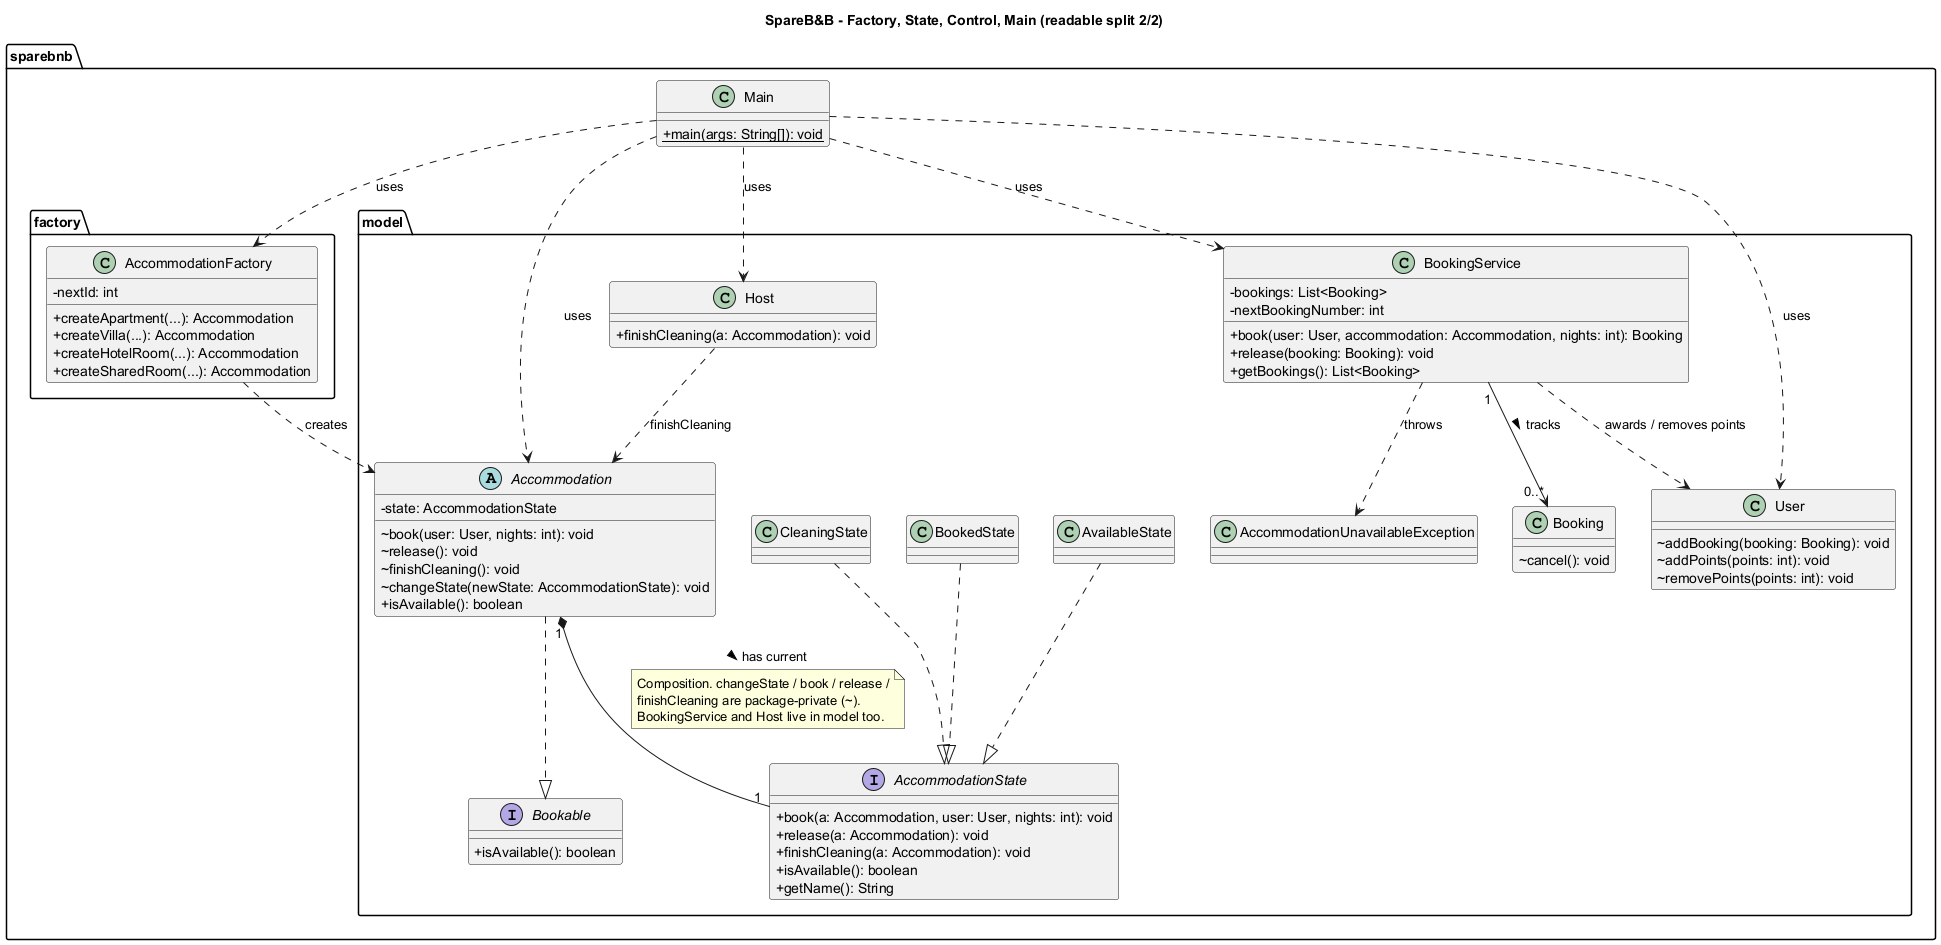 SpareB&B - Factory, State, Control, Main (readable split 2/2)
sparebnb
C Main
+main(args: String[]): void
uses
uses
uses
uses
uses
factory
C AccommodationFactory
-nextId: int
+createApartment(...): Accommodation
+createVilla(...): Accommodation
+createHotelRoom(...): Accommodation
+createSharedRoom(...): Accommodation
creates
model
C Host
+finishCleaning(a: Accommodation): void
finishCleaning
C BookingService
-bookings: List<Booking>
-nextBookingNumber: int
+book(user: User, accommodation: Accommodation, nights: int): Booking
+release(booking: Booking): void
+getBookings(): List<Booking>
throws
1
tracks
0..*
awards / removes points
A Accommodation
-state: AccommodationState
~book(user: User, nights: int): void
~release(): void
~finishCleaning(): void
~changeState(newState: AccommodationState): void
+isAvailable(): boolean
C CleaningState
C BookedState
C AvailableState
C AccommodationUnavailableException
C Booking
~cancel(): void
C User
~addBooking(booking: Booking): void
~addPoints(points: int): void
~removePoints(points: int): void
1
has current
Composition. changeState / book / release /
finishCleaning are package-private (~).
BookingService and Host live in model too.
1
I Bookable
+isAvailable(): boolean
I AccommodationState
+book(a: Accommodation, user: User, nights: int): void
+release(a: Accommodation): void
+finishCleaning(a: Accommodation): void
+isAvailable(): boolean
+getName(): String